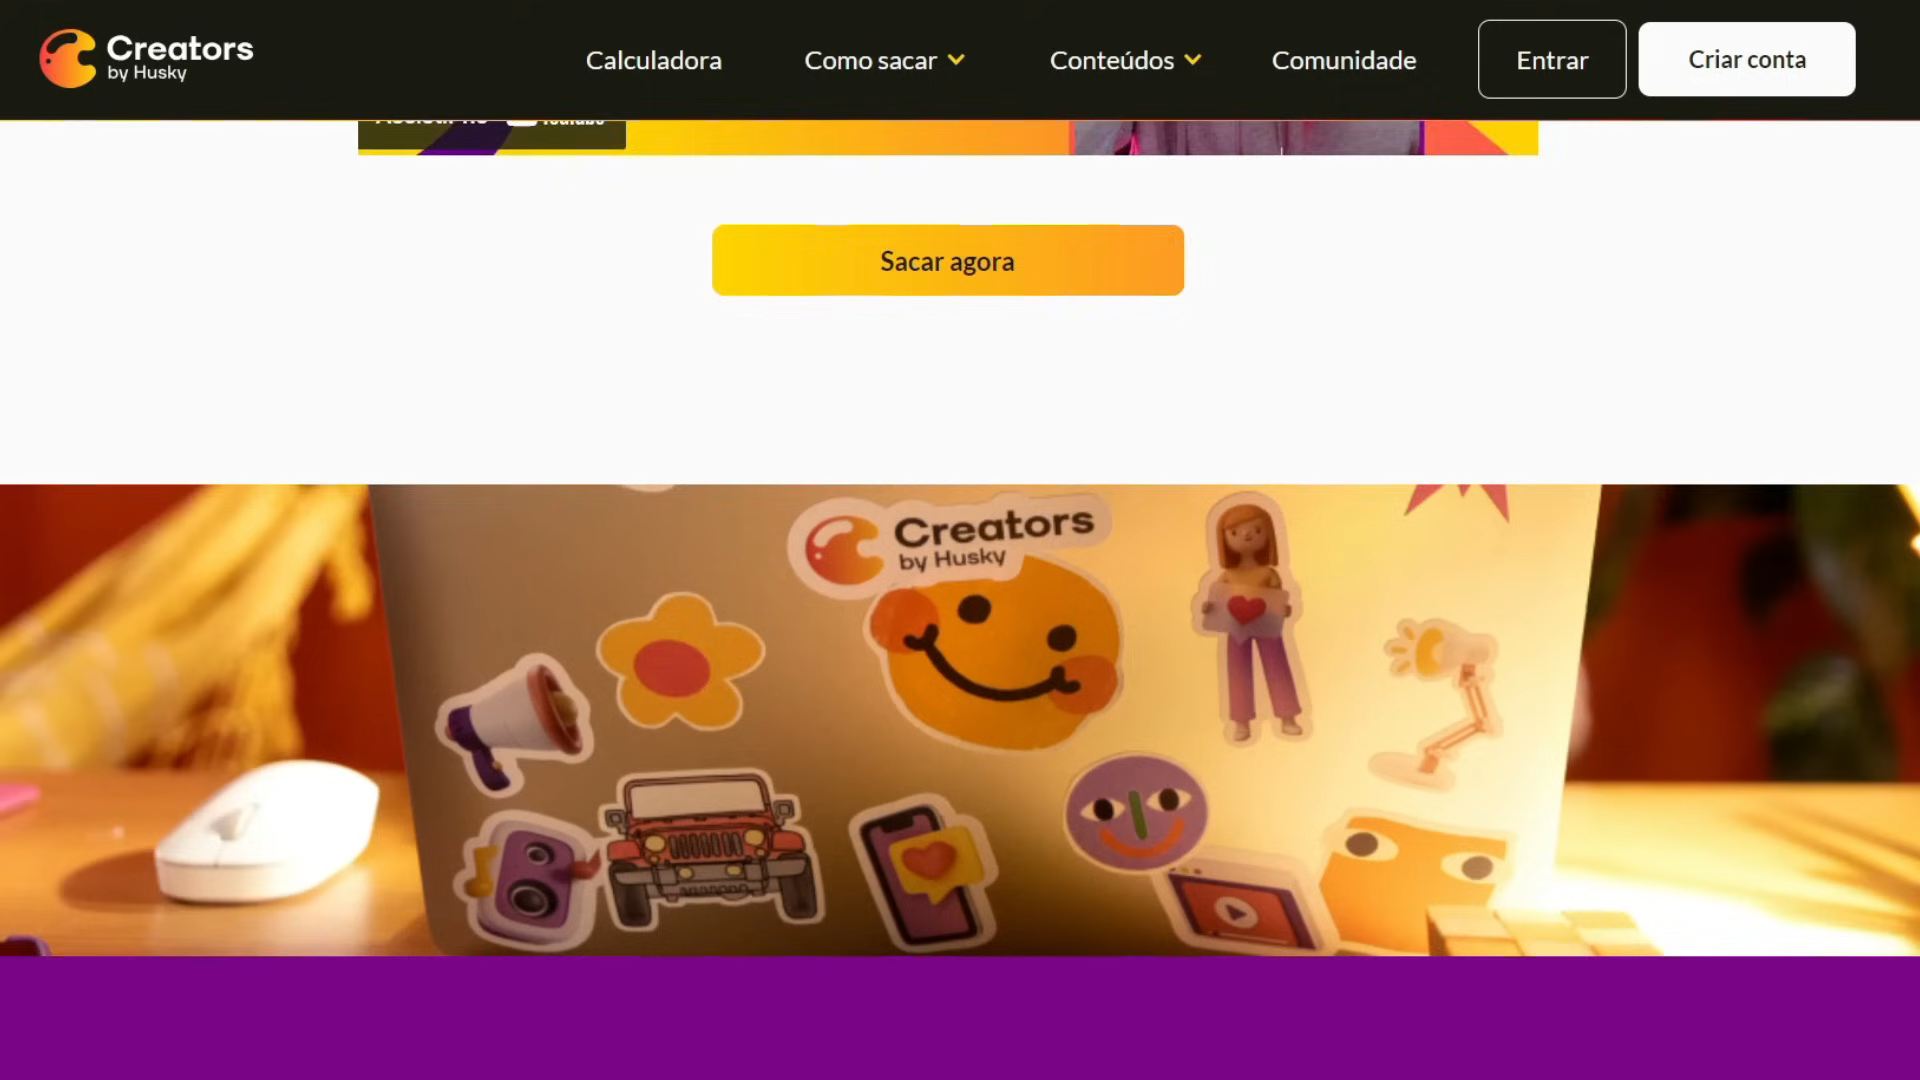 Creators
by Husky
Calculadora
Como sacar
Conteúdos
Comunidade
Entrar
Criar conta
Sacar agora
Creators
by Husky